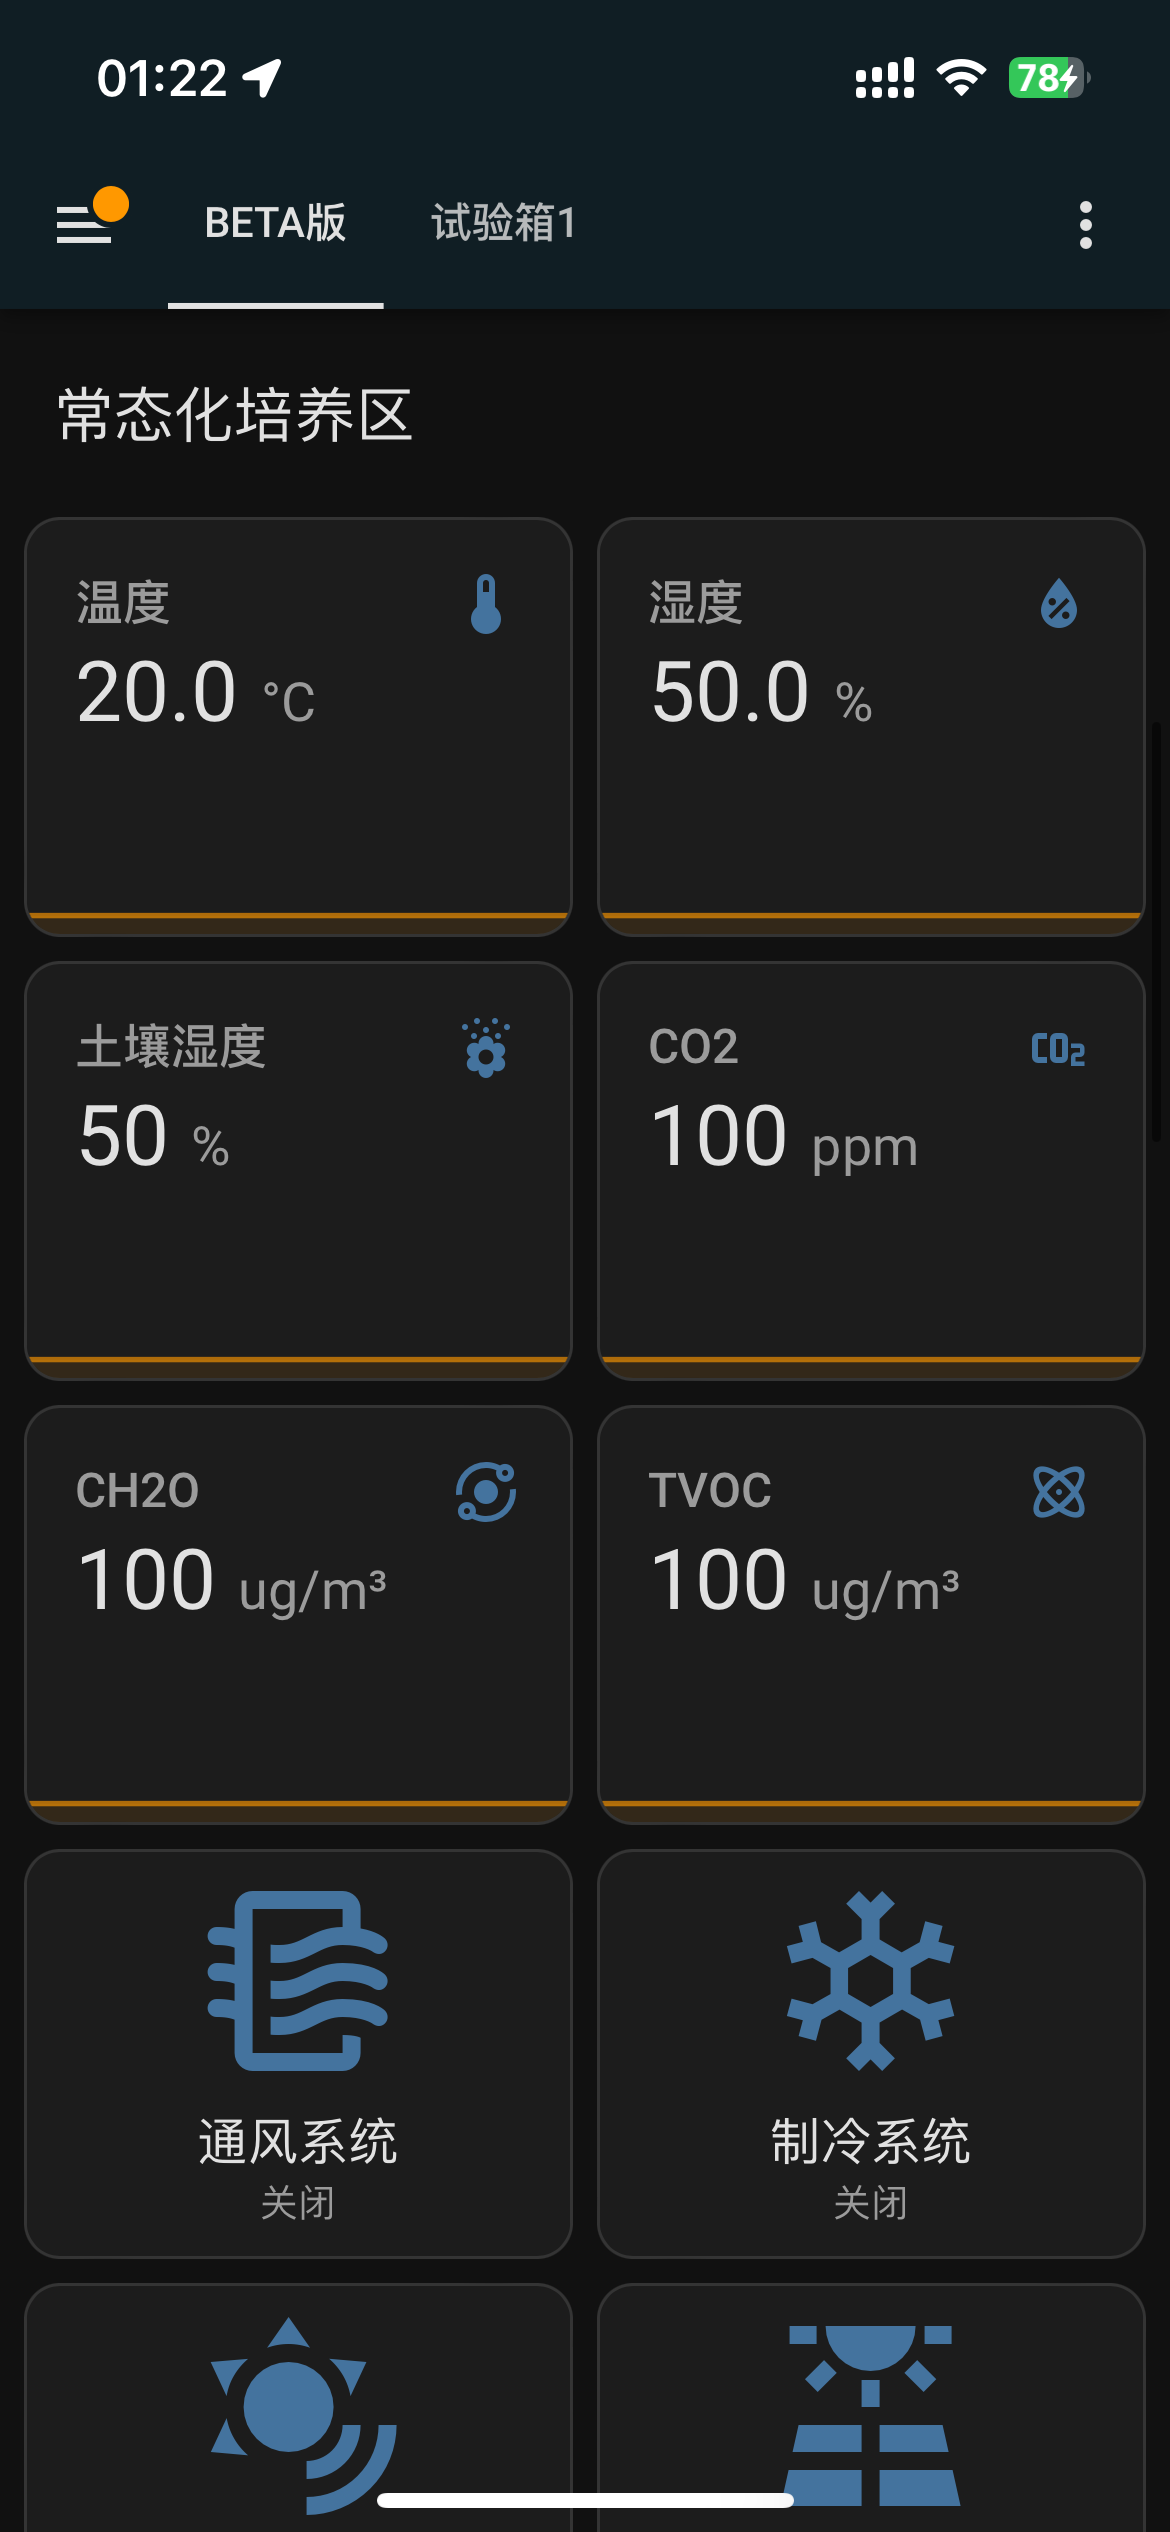 01:22
78
BETA版
试验箱1
常态化培养区
温度
20.0 °C
湿度
50.0 %
土壤湿度
50 %
CO2
CO2
100 ppm
CH2O
100 ug/m³
TVOC
100 ug/m³
通风系统
关闭
制冷系统
关闭